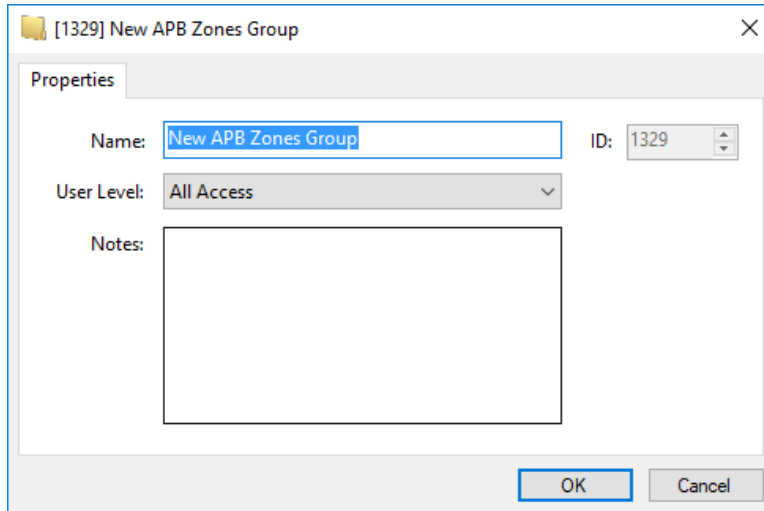 [1329] New APB Zones Group
Properties
Name: New APB Zones Group ID: 1329
User Level: All Access
Notes:
OK Cancel